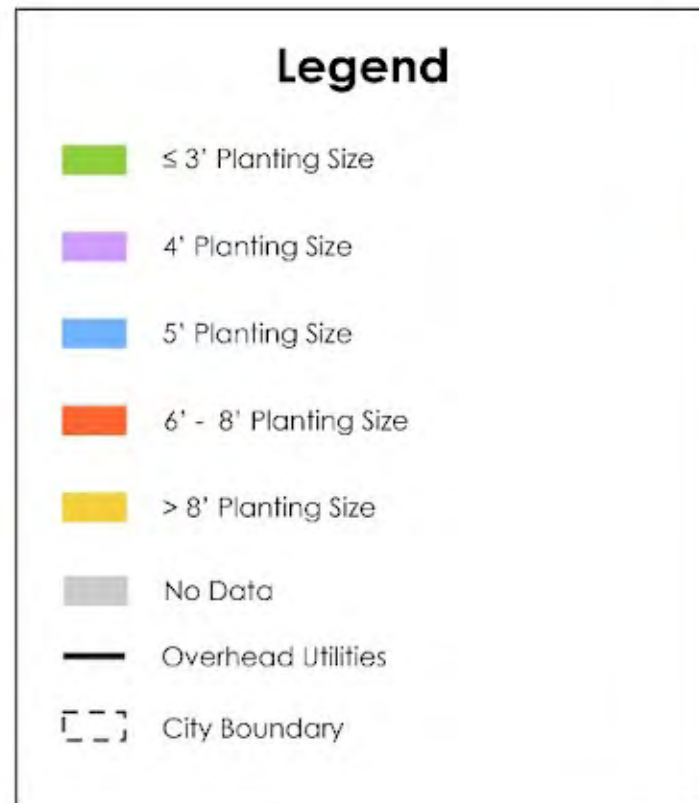 Legend
≤ 3’ Planting Size
4’ Planting Size
5’ Planting Size
6’ - 8’ Planting Size
> 8’ Planting Size
No Data
Overhead Utilities
City Boundary